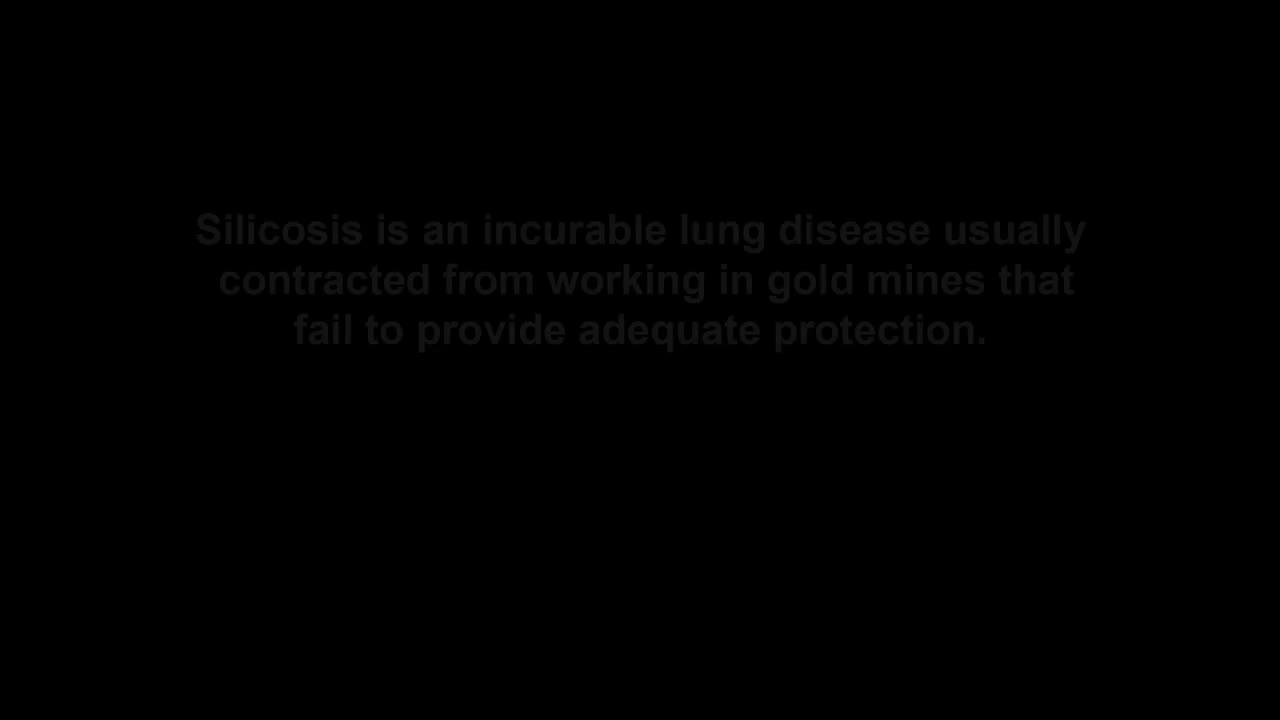 Silicosis is an incurable lung disease usually
contracted from working in gold mines that
fail to provide adequate protection.